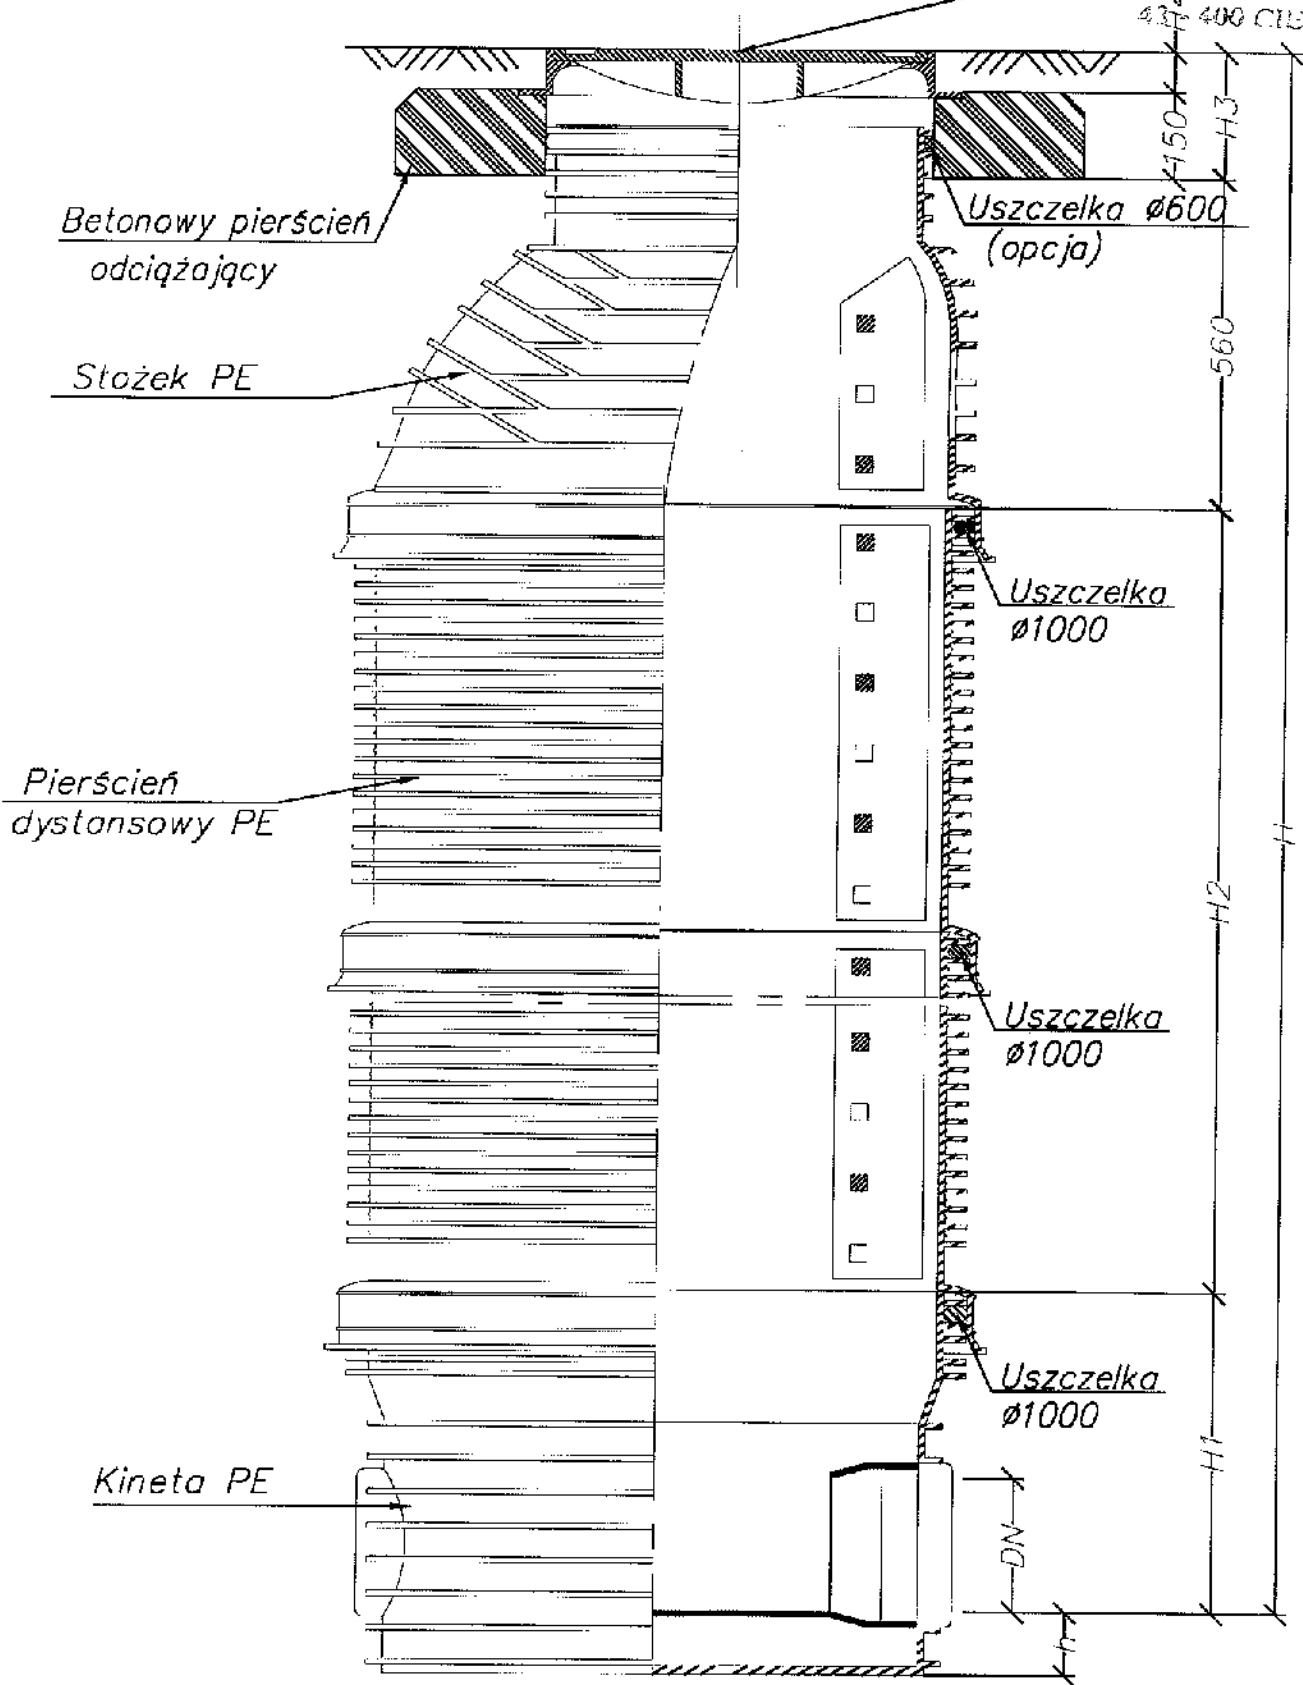 400
Betonowy pierścień
odciążający
150
H3
Uszczelka ø600
(opcja)
Stożek PE
560
Uszczelka
ø1000
Pierścień
dystansowy PE
H
H2
Uszczelka
ø1000
Uszczelka
ø1000
Kineta PE
H1
DN
h